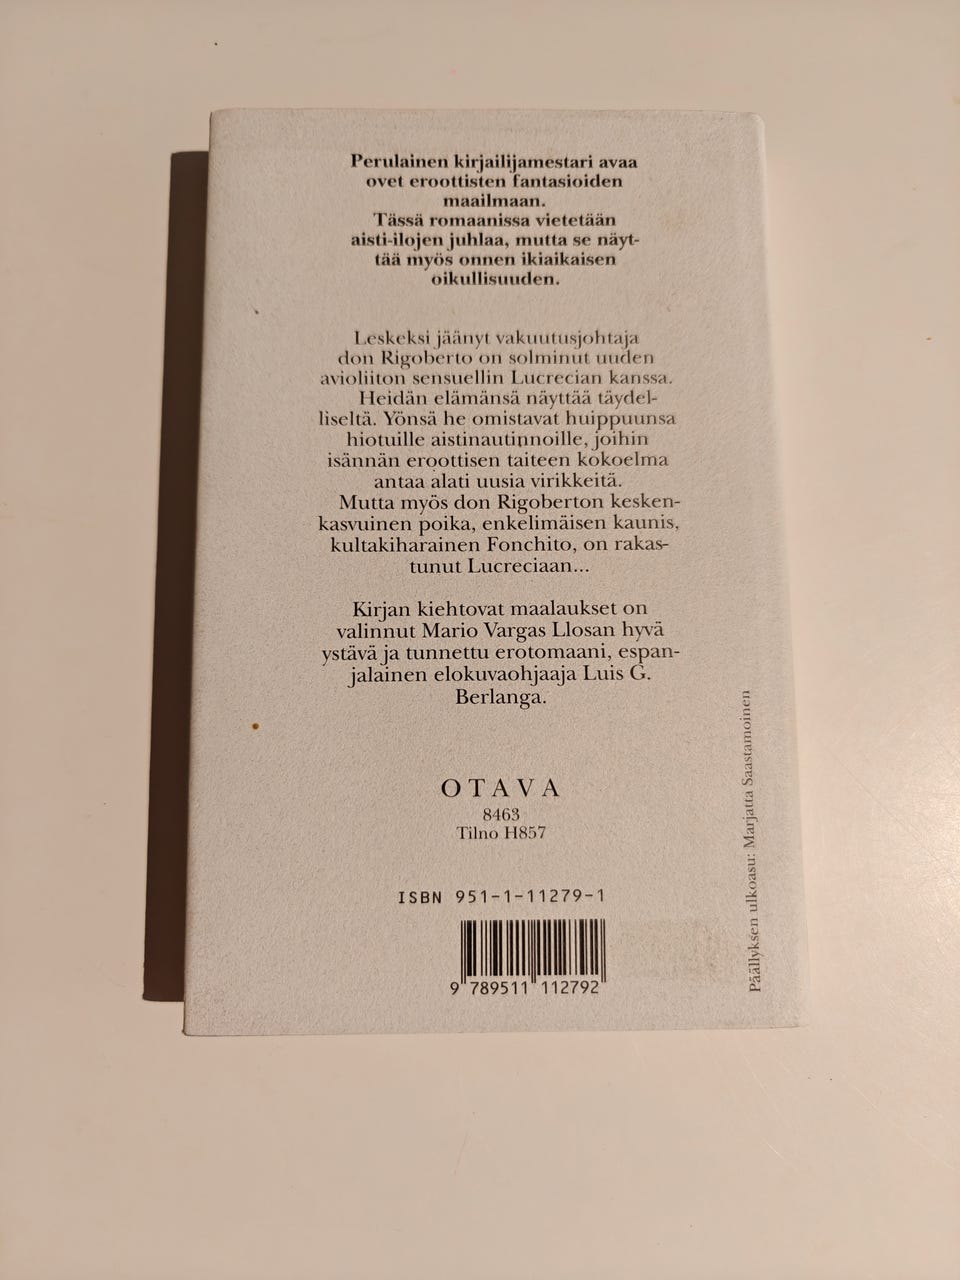 Perulainen kirjailijamestari avaa
ovet eroottisten fantasioiden
maailmaan.
Tässä romaanissa vietetään
aisti-ilojen juhlaa, mutta se näyt-
tää myös onnen ikiaikaisen
oikullisuuden.
Leskeksi jäänyt vakuutusjohtaja
don Rigoberto on solminut uuden
avioliiton sensuellin Lucrecian kanssa.
Heidän elämänsä näyttää täydel-
liseltä. Yönsä he omistavat huippuunsa
hiotuille aistinautinnoille, joihin
isännän eroottisen taiteen kokoelma
antaa alati uusia virikkeitä.
Mutta myös don Rigoberton kesken-
kasvuinen poika, enkelimäisen kaunis,
kultakiharainen Fonchito, on rakas-
tunut Lucreciaan...
Kirjan kiehtovat maalaukset on
valinnut Mario Vargas Llosan hyvä
ystävä ja tunnettu erotomaani, espan-
jalainen elokuvaohjaaja Luis G.
Berlanga.
OTAVA
8463
Tilno H857
ISBN 951-1-11279-1
9 789511 112792
Päällyksen ulkoasu: Marjatta Saastamoinen